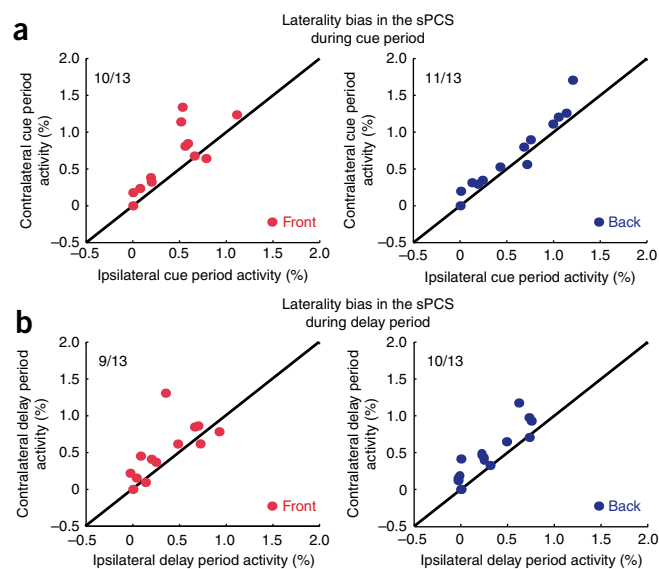 a
Laterality bias in the sPCS
during cue period
10/13
Contralateral cue period
activity (%)
2.0
1.5
1.0
0.5
0
–0.5
–0.5 0 0.5 1.0 1.5 2.0
Ipsilateral cue period activity (%)
Front
11/13
Contralateral cue period
activity (%)
2.0
1.5
1.0
0.5
0
–0.5
–0.5 0 0.5 1.0 1.5 2.0
Ipsilateral cue period activity (%)
Back
b
Laterality bias in the sPCS
during delay period
9/13
Contralateral delay period
activity (%)
2.0
1.5
1.0
0.5
0
–0.5
–0.5 0 0.5 1.0 1.5 2.0
Ipsilateral delay period activity (%)
Front
10/13
Contralateral delay period
activity (%)
2.0
1.5
1.0
0.5
0
–0.5
–0.5 0 0.5 1.0 1.5 2.0
Ipsilateral delay period activity (%)
Back